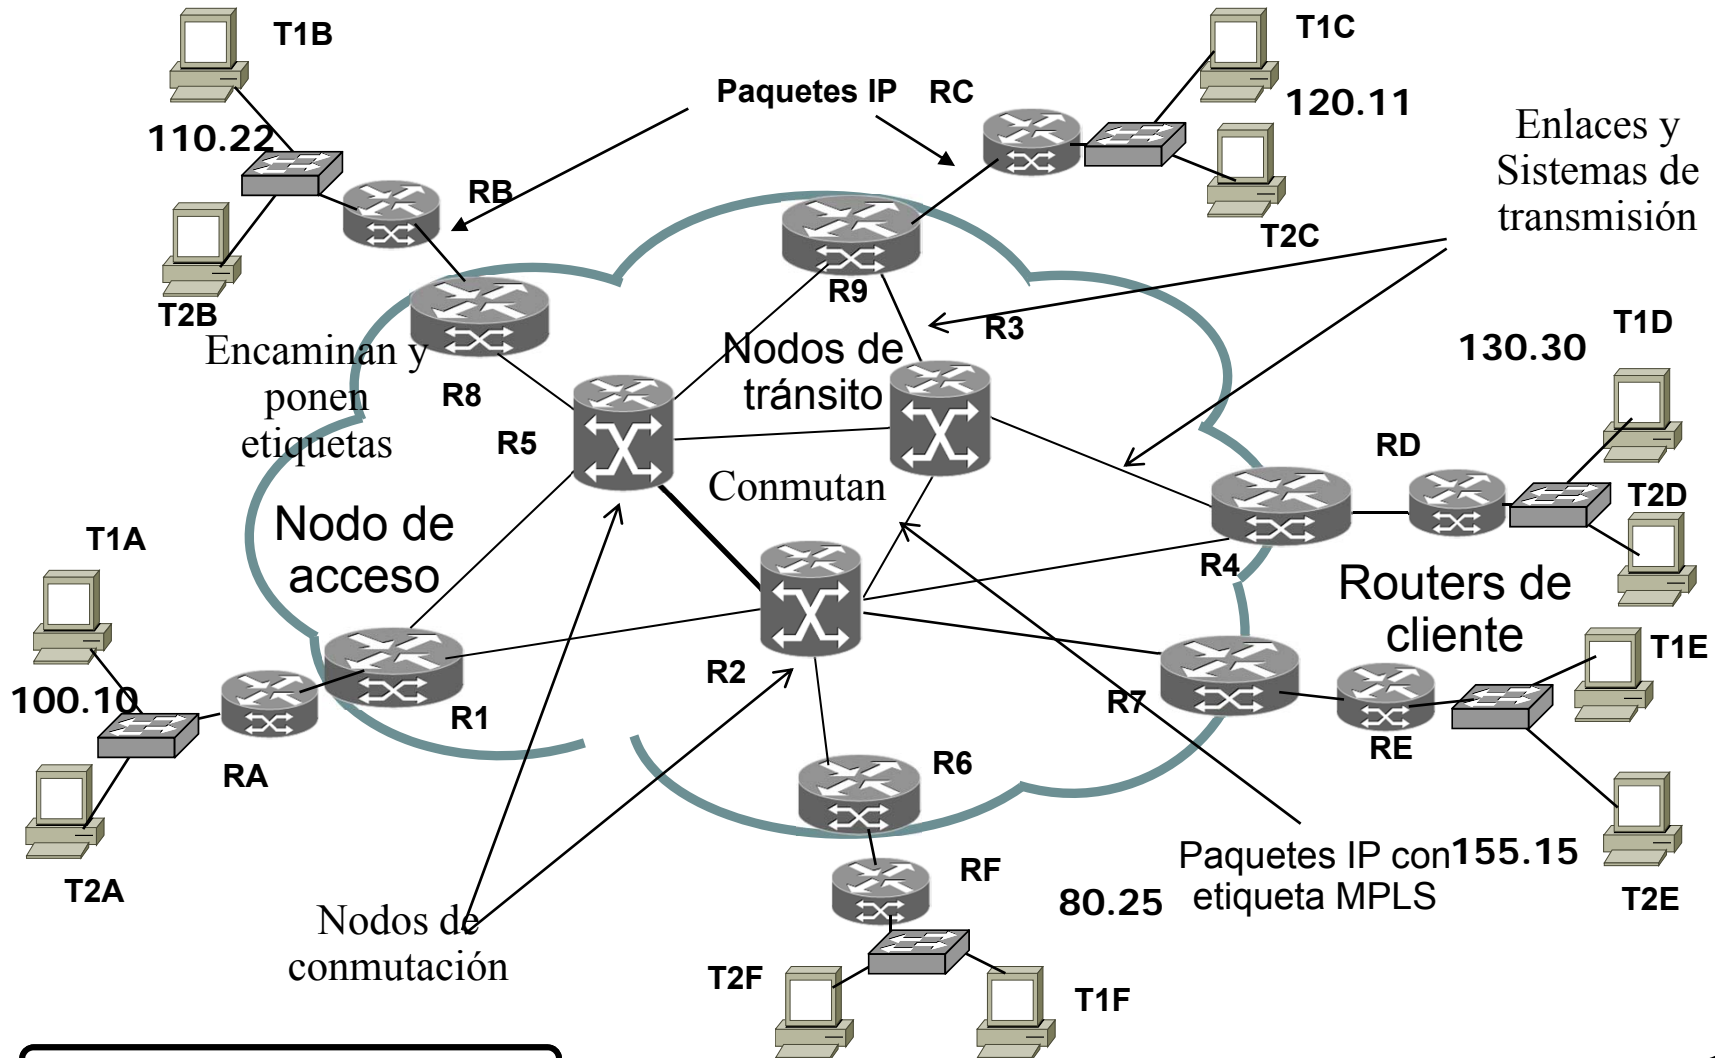 T1B
T1C
Paquetes IP
RC
120.11
110.22
Enlaces y
Sistemas de
transmisión
RB
T2C
T2B
R9
R3
T1D
130.30
Encaminan y
ponen
etiquetas
Nodos de
tránsito
R8
R5
RD
Conmutan
T2D
Nodo de
acceso
T1A
R4
Routers de
cliente
T1E
100.10
R2
R7
R1
RE
RA
R6
T2A
RF
80.25
Paquetes IP con
etiqueta MPLS
155.15
T2E
Nodos de
conmutación
T2F
T1F